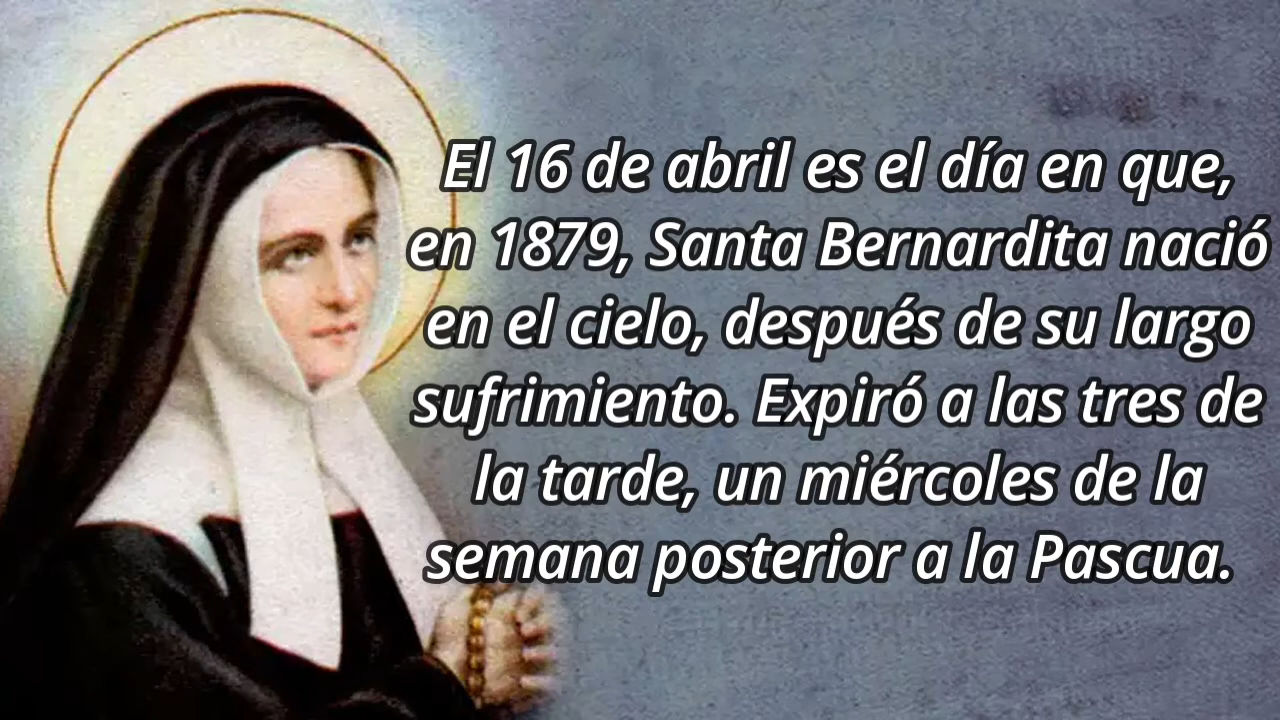 El 16 de abril es el día en que,
en 1879, Santa Bernardita nació
en el cielo, después de su largo
sufrimiento. Expiró a las tres de
la tarde, un miércoles de la
semana posterior a la Pascua.